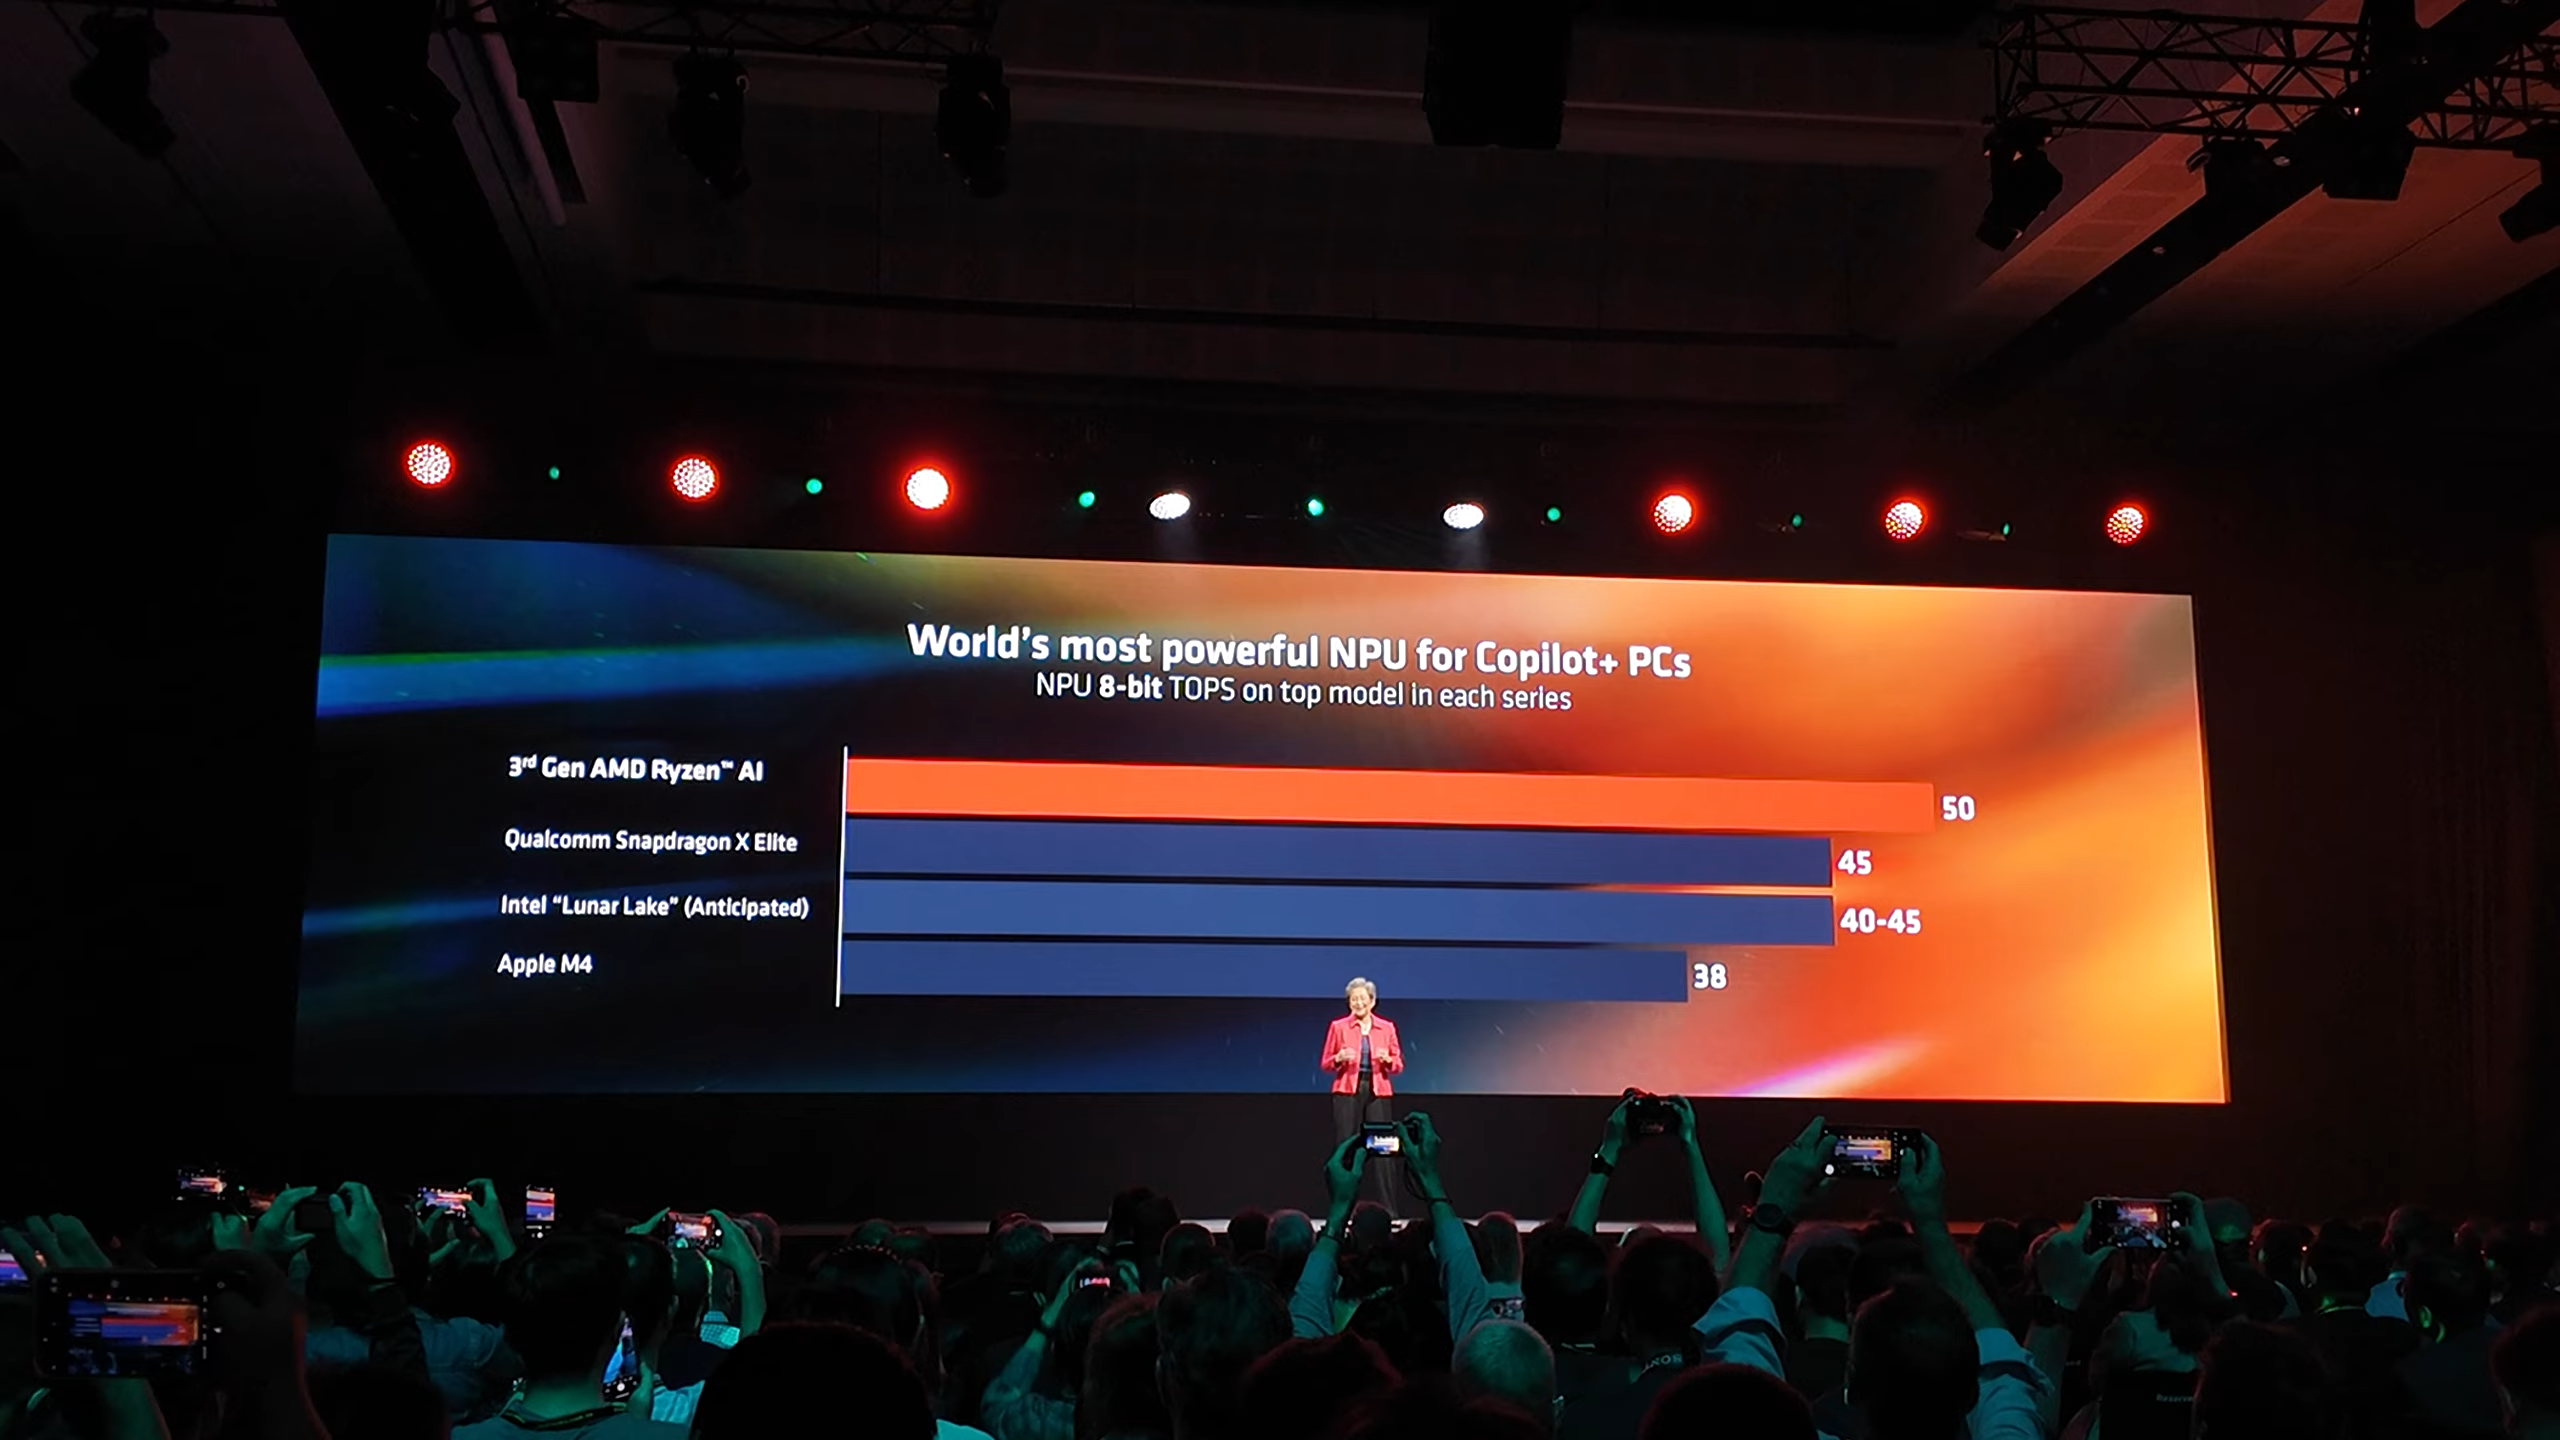 World's most powerful NPU for Copilot+ PCs
NPU 8-bit TOPS on top model in each series
3rd Gen AMD Ryzen™ AI
50
Qualcomm Snapdragon X Elite
45
Intel “Lunar Lake” (Anticipated)
40-45
Apple M4
38